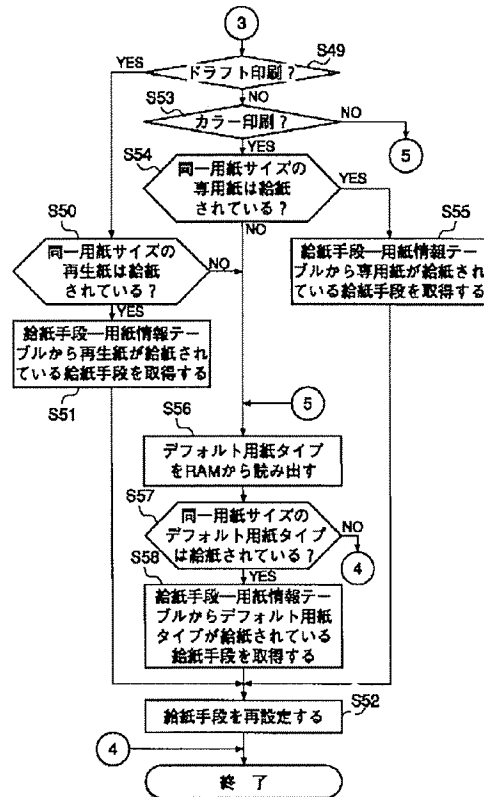 3
S49
YES
ドラフト印刷?
S53
NO
カラー印刷?
NO
5
YES
S54
同一用紙サイズの
専用紙は給紙
されている?
YES
NO
S50
同一用紙サイズの
再生紙は給紙
されている?
NO
YES
S55
給紙手段—用紙情報テー
ブルから専用紙が給紙され
ている給紙手段を取得する
給紙手段—用紙情報テー
ブルから再生紙が給紙され
ている給紙手段を取得する
S51
5
S56
デフォルト用紙タイプ
をRAMから読み出す
S57
同一用紙サイズの
デフォルト用紙タイプ
は給紙されている?
NO
4
S58
YES
給紙手段—用紙情報テー
ブルからデフォルト用紙
タイプが給紙されている
給紙手段を取得する
S52
給紙手段を再設定する
4
終了